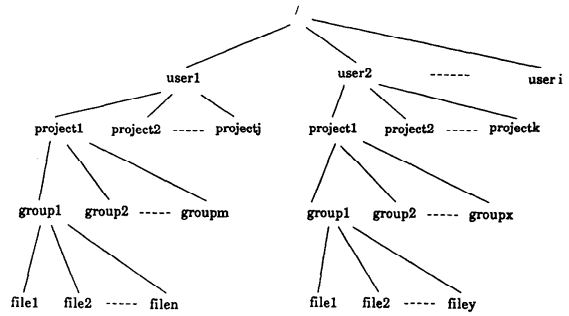 /
user1 user2 ----- user i
project1 project2 ----- projectj project1 project2 ----- projectk
group1 group2 ----- groupm group1 group2 ----- groupx
file1 file2 ----- filen file1 file2 ----- filey